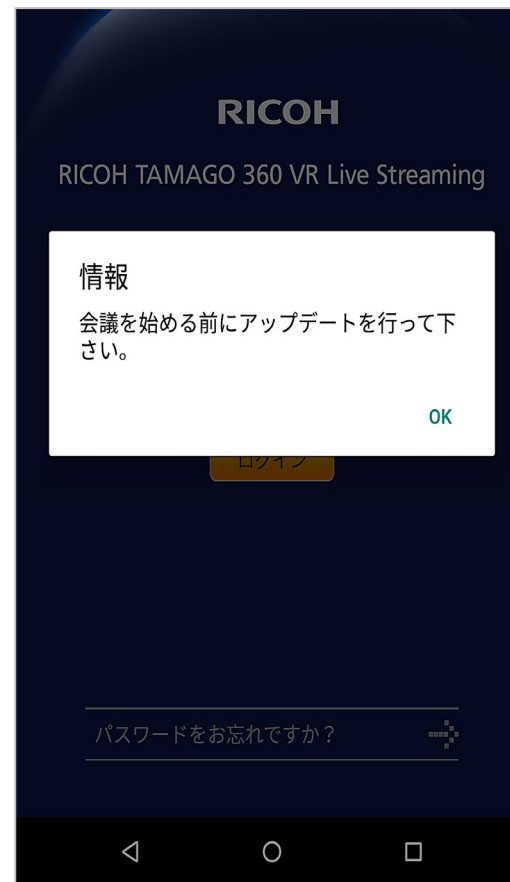 RICOH
RICOH TAMAGO 360 VR Live Streaming
情報
会議を始める前にアップデートを行って下
さい。
OK
ログイン
パスワードをお忘れですか？